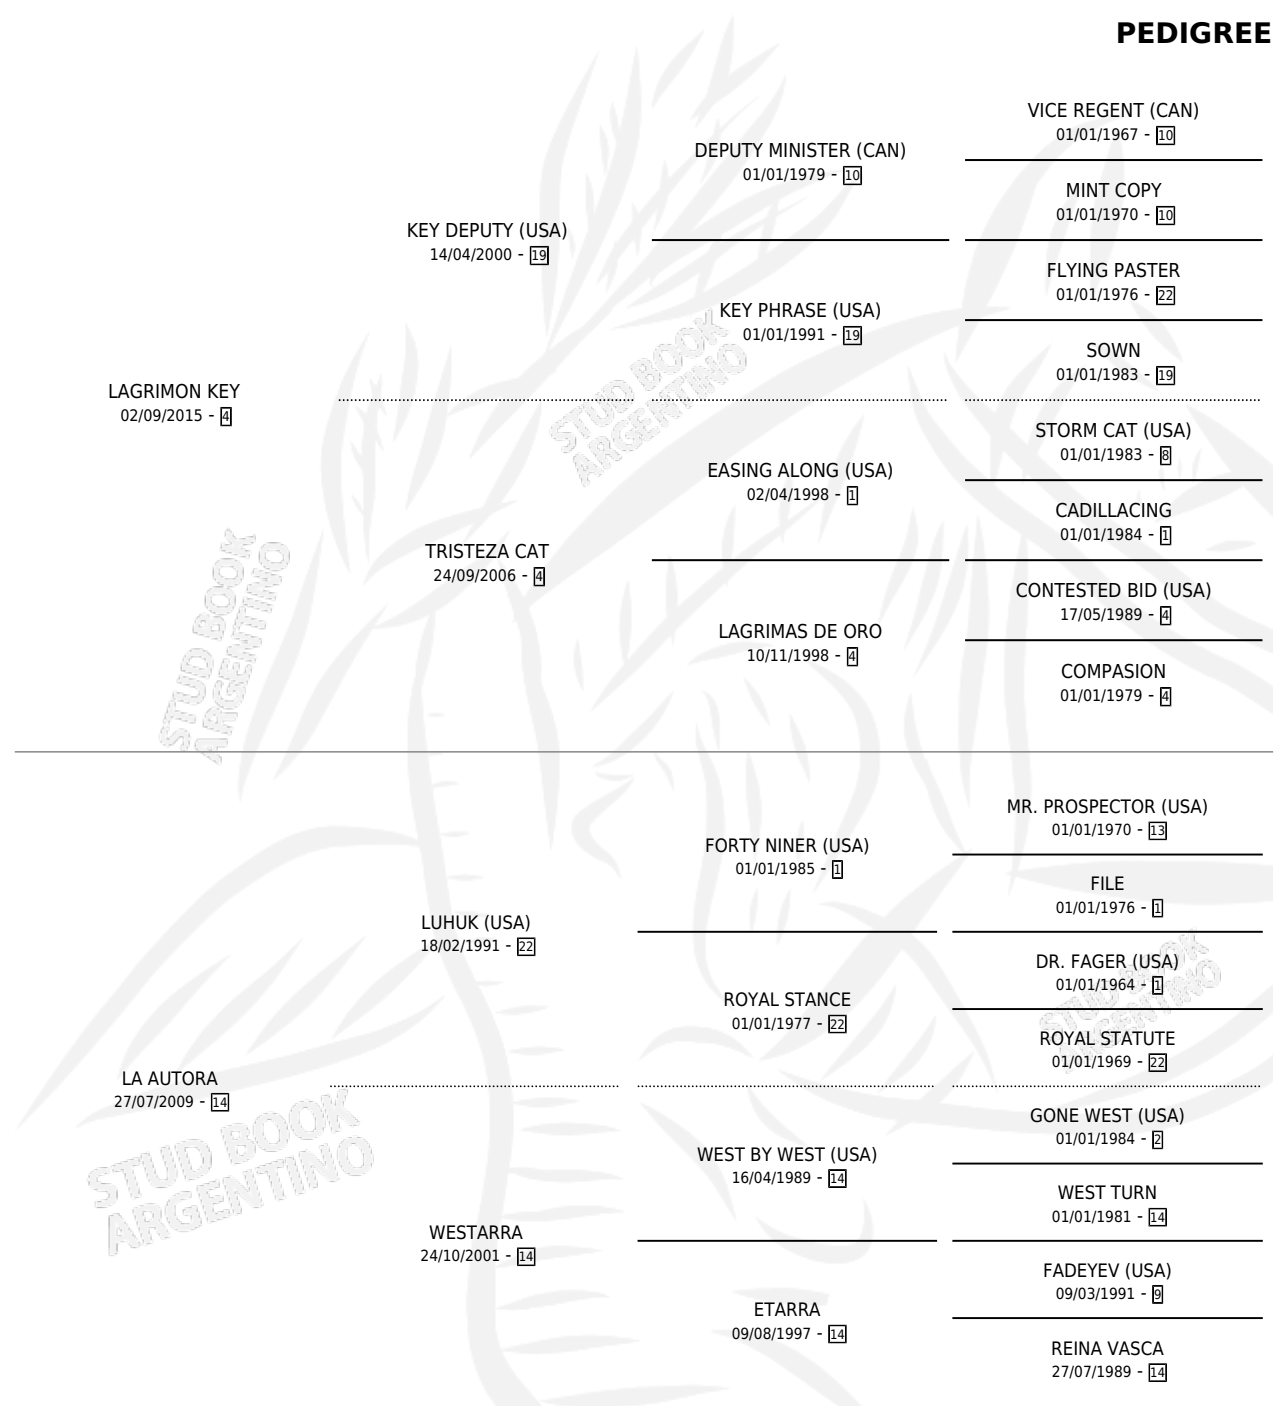 PEDIGREE
VICE REGENT (CAN)
01/01/1967 - 10
DEPUTY MINISTER (CAN)
01/01/1979 - 10
MINT COPY
01/01/1970 - 10
KEY DEPUTY (USA)
14/04/2000 - 19
FLYING PASTER
01/01/1976 - 22
KEY PHRASE (USA)
01/01/1991 - 19
SOWN
01/01/1983 - 19
LAGRIMON KEY
02/09/2015 - 4
STORM CAT (USA)
01/01/1983 - 8
EASING ALONG (USA)
02/04/1998 - 1
CADILLACING
01/01/1984 - 1
TRISTEZA CAT
24/09/2006 - 4
CONTESTED BID (USA)
17/05/1989 - 4
LAGRIMAS DE ORO
10/11/1998 - 4
COMPASION
01/01/1979 - 4
MR. PROSPECTOR (USA)
01/01/1970 - 13
FORTY NINER (USA)
01/01/1985 - 1
FILE
01/01/1976 - 1
LUHUK (USA)
18/02/1991 - 22
DR. FAGER (USA)
01/01/1964 - 1
ROYAL STANCE
01/01/1977 - 22
ROYAL STATUTE
01/01/1969 - 22
LA AUTORA
27/07/2009 - 14
GONE WEST (USA)
01/01/1984 - 2
WEST BY WEST (USA)
16/04/1989 - 14
WEST TURN
01/01/1981 - 14
WESTARRA
24/10/2001 - 14
FADEYEV (USA)
09/03/1991 - 9
ETARRA
09/08/1997 - 14
REINA VASCA
27/07/1989 - 14
STUD BOOK
ARGENTINO
STUD BOOK
ARGENTINO
STUD BOOK
ARGENTINO
STUD BOOK
ARGENTINO